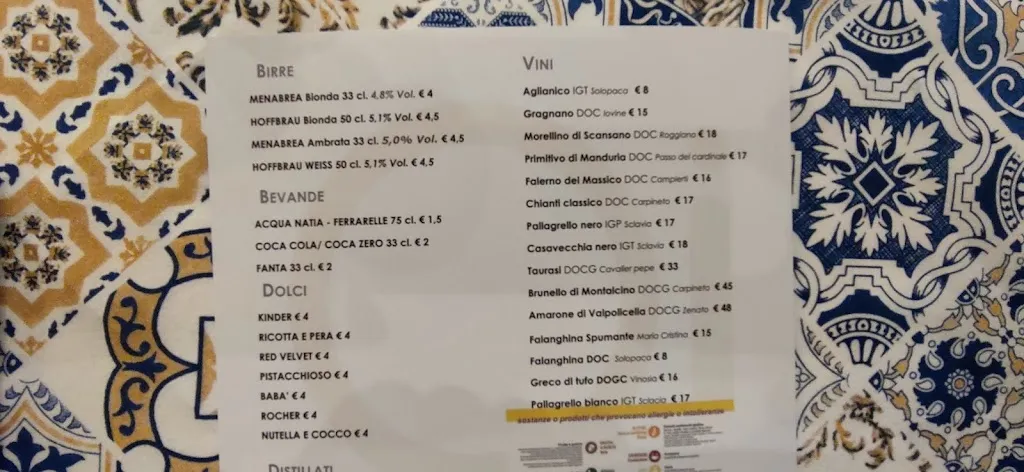 BIRRE
MENABREA Bionda 33 cl. 4.8% Vol. € 4
HOFFBRAU Bionda 50 cl. 5,1% Vol. € 4,5
MENABREA Ambrata 33 cl. 5,0% Vol. € 4,5
HOFFBRAU WEISS 50 cl. 5,1% Vol. € 4,5
BEVANDE
ACQUA NATIA - FERRARELLE 75 cl. € 1,5
COCA COLA/ COCA ZERO 33 cl. € 2
FANTA 33 cl. € 2
DOLCI
KINDER € 4
RICOTTA E PERA € 4
RED VELVET € 4
PISTACCHIOSO € 4
BABA' € 4
ROCHER € 4
NUTELLA E COCCO € 4
DISTILLATI
VINI
Aglianico IGT Solopaca € 8
Gragnano DOC Iovine € 15
Morellino di Scansano DOC Roggiano € 18
Primitivo di Manduria DOC Passo del cardinale € 17
Falerno del Massico DOC Campierti € 16
Chianti classico DOC Carpineto € 17
Pallagrello nero IGP Sclavia € 17
Casavecchia nero IGT Sclavia € 18
Taurasi DOCG Cavalier pepe € 33
Brunello di Montalcino DOCG Carpineto € 45
Amarone di Valpolicella DOCG Zenato € 48
Falanghina Spumante Maria Cristina € 15
Falanghina DOC Solopaca € 8
Greco di tufo DOGC Vinosia € 16
Pallagrello bianco IGT Sclacia € 17
sostanze o prodotti che provocano allergie o intolleranze